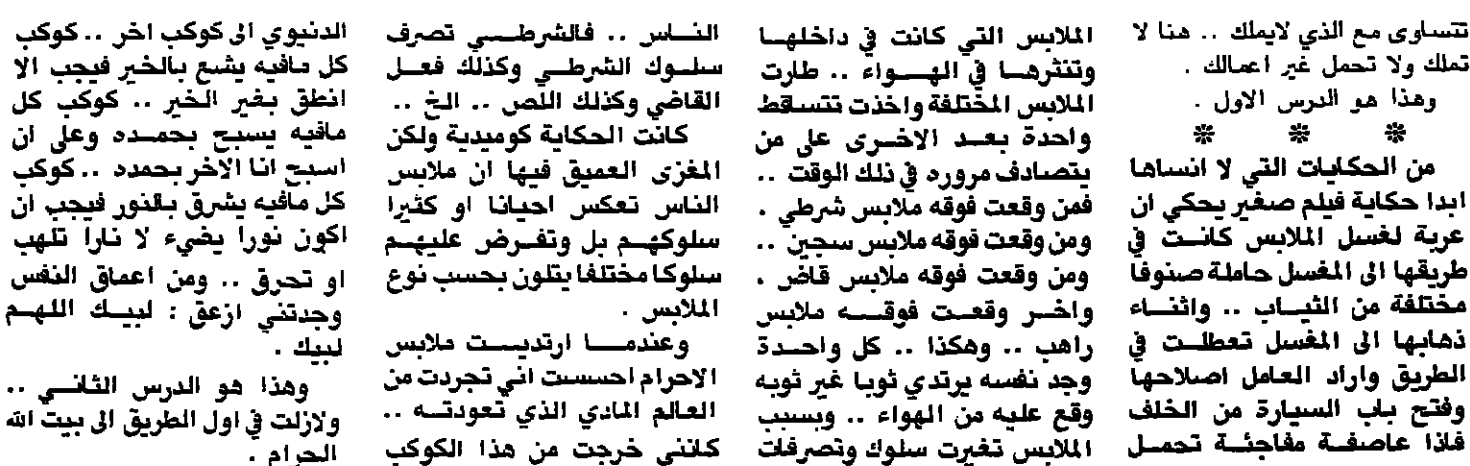 تتساوى مع الذي لايملك .. هنا لا
تملك ولا تحمل غير اعمالك .
وهذا هو الدرس الاول .
❊ ❊ ❊
من الحكايات التي لا انساها
ابدا حكاية فيلم صغير يحكي ان
عربة لغسل الملابس كانت في
طريقها الى المغسل حاملة صنوفا
مختلفة من الثياب .. واثناء
ذهابها الى المغسل تعطلت في
الطريق واراد العامل اصلاحها
وفتح باب السيارة من الخلف
فاذا عاصفة مفاجئة تحمل
الملابس التي كانت في داخلها
وتنثرها في الهواء .. طارت
الملابس المختلفة واخذت تتساقط
واحدة بعد الاخرى على من
يتصادف مروره في ذلك الوقت ..
فمن وقعت فوقه ملابس شرطي .
ومن وقعت فوقه ملابس سجين ..
ومن وقعت فوقه ملابس قاض .
واخر وقعت فوقه ملابس
راهب .. وهكذا .. كل واحدة
وجد نفسه يرتدي ثوبا غير ثوبه
وقع عليه من الهواء .. وبسبب
الملابس تغيرت سلوك وتصرفات
الناس .. فالشرطي تصرف
سلوك الشرطي وكذلك فعل
القاضي وكذلك اللص .. الخ ..
كانت الحكاية كوميدية ولكن
المغزى العميق فيها ان ملابس
الناس تعكس احيانا او كثيرا
سلوكهم بل وتفرض عليهم
سلوكا مختلفا يتلون بحسب نوع
الملابس .
وعندما ارتديت ملابس
الاحرام احسست اني تجردت من
العالم المادي الذي تعودته ..
كانني خرجت من هذا الكوكب
الدنيوي الى كوكب اخر .. كوكب
كل مافيه يشع بالخير فيجب الا
انطق بغير الخير .. كوكب كل
مافيه يسبح بحمده وعلى ان
اسبح انا الاخر بحمده .. كوكب
كل مافيه يشرق بالنور فيجب ان
اكون نورا يضيء لا نارا تلهب
او تحرق .. ومن اعماق النفس
وجدتني ازعق : لبيك اللهم
لبيك .
وهذا هو الدرس الثاني ..
ولازلت في اول الطريق الى بيت الله
الحرام .